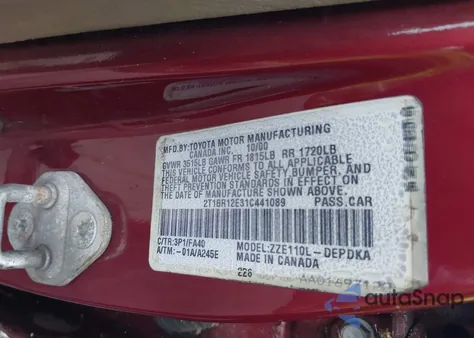 MFD.BY:TOYOTA MOTOR MANUFACTURING
CANADA INC. 10/00
GVWR 3515LB GAWR FR 1815LB RR 1720LB
THIS VEHICLE CONFORMS TO ALL APPLICABLE
FEDERAL MOTOR VEHICLE SAFETY, BUMPER, AND
THEFT PREVENTION STANDARDS IN EFFECT ON
THE DATE OF MANUFACTURE SHOWN ABOVE.
2T1BR12E31C441089 PASS.CAR
C/TR:3P1/FA40 MODEL:ZZE110L-DEPDKA
A/TM:-01A/A245E MADE IN CANADA
226
autoSnap